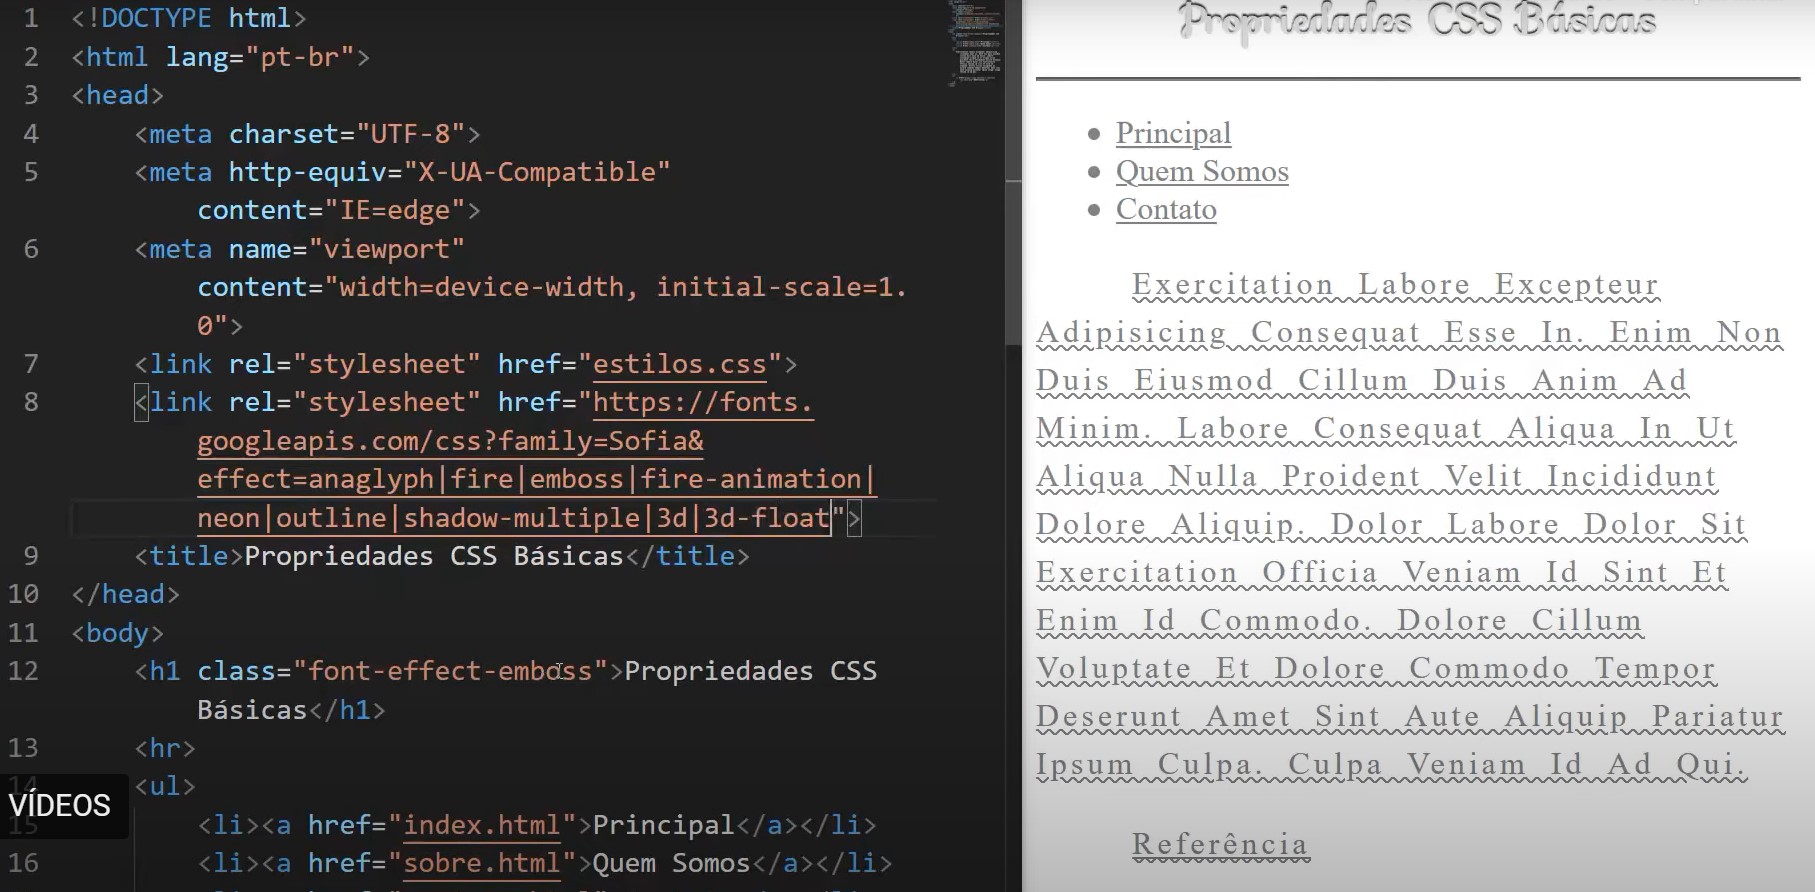 1 <!DOCTYPE html>
2 <html lang="pt-br">
3 <head>
4 <meta charset="UTF-8">
5 <meta http-equiv="X-UA-Compatible"
content="IE=edge">
6 <meta name="viewport"
content="width=device-width, initial-scale=1.
0">
7 <link rel="stylesheet" href="estilos.css">
8 <link rel="stylesheet" href="https://fonts.
googleapis.com/css?family=Sofia&
effect=anaglyph|fire|emboss|fire-animation|
neon|outline|shadow-multiple|3d|3d-float">
9 <title>Propriedades CSS Básicas</title>
10 </head>
11 <body>
12 <h1 class="font-effect-emboss">Propriedades CSS
Básicas</h1>
13 <hr>
14 <ul>
VÍDEOS
15 <li><a href="index.html">Principal</a></li>
16 <li><a href="sobre.html">Quem Somos</a></li>
Propriedades CSS Básicas
Principal
Quem Somos
Contato
Exercitation Labore Excepteur
Adipisicing Consequat Esse In. Enim Non
Duis Eiusmod Cillum Duis Anim Ad
Minim. Labore Consequat Aliqua In Ut
Aliqua Nulla Proident Velit Incididunt
Dolore Aliquip. Dolor Labore Dolor Sit
Exercitation Officia Veniam Id Sint Et
Enim Id Commodo. Dolore Cillum
Voluptate Et Dolore Commodo Tempor
Deserunt Amet Sint Aute Aliquip Pariatur
Ipsum Culpa. Culpa Veniam Id Ad Qui.
Referência